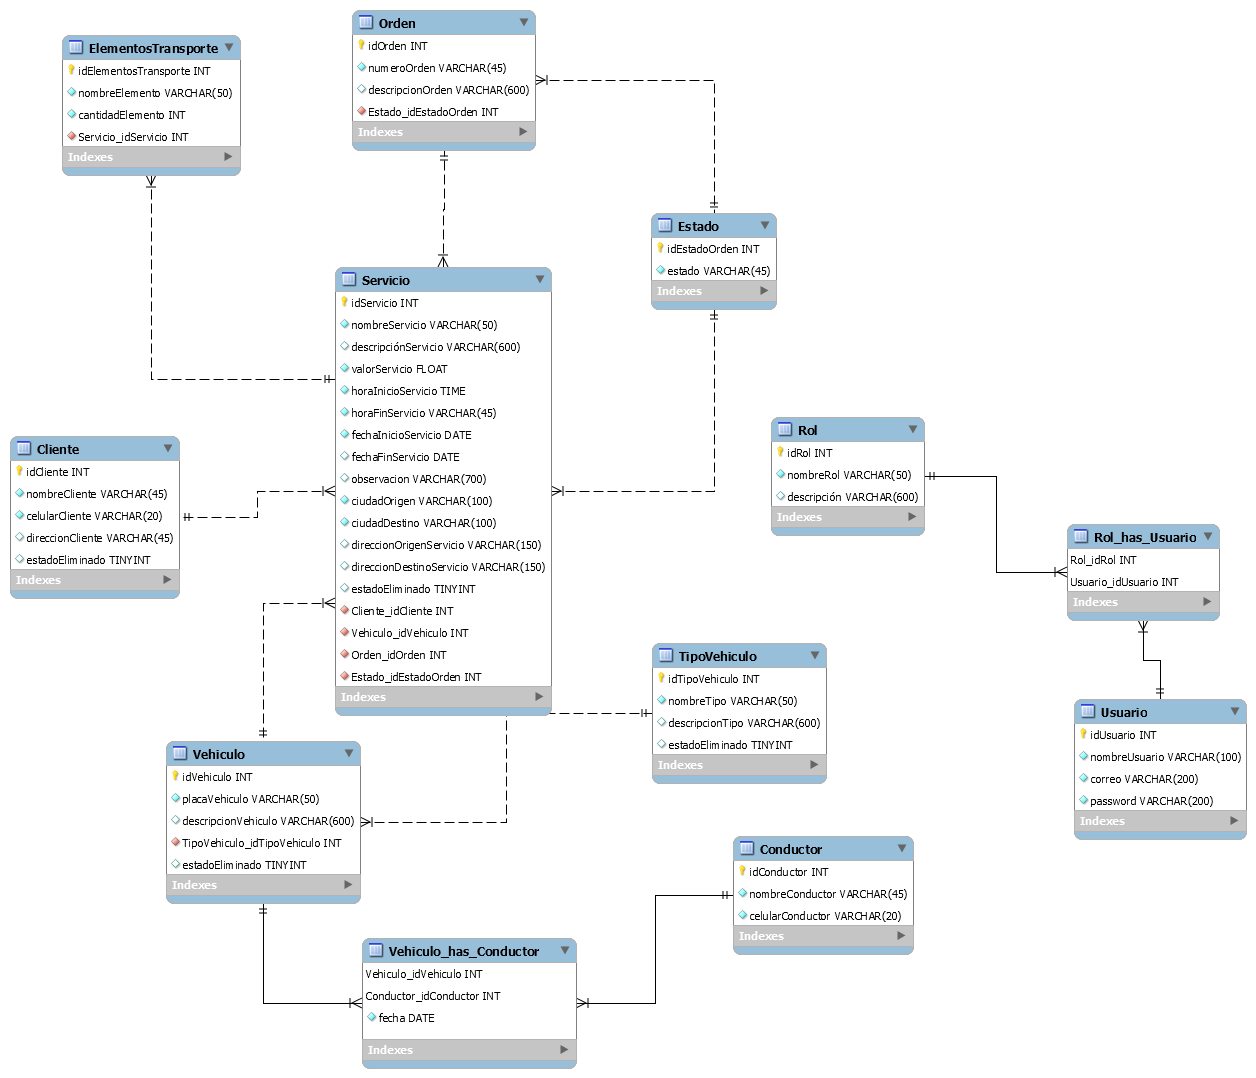 Orden
idOrden INT
numeroOrden VARCHAR(45)
descripcionOrden VARCHAR(600)
Estado_idEstadoOrden INT
Indexes
ElementosTransporte
idElementosTransporte INT
nombreElemento VARCHAR(50)
cantidadElemento INT
Servicio_idServicio INT
Indexes
Estado
idEstadoOrden INT
estado VARCHAR(45)
Indexes
Servicio
idServicio INT
nombreServicio VARCHAR(50)
descripciónServicio VARCHAR(600)
valorServicio FLOAT
horaInicioServicio TIME
horaFinServicio VARCHAR(45)
fechaInicioServicio DATE
fechaFinServicio DATE
observacion VARCHAR(700)
ciudadOrigen VARCHAR(100)
ciudadDestino VARCHAR(100)
direccionOrigenServicio VARCHAR(150)
direccionDestinoServicio VARCHAR(150)
estadoEliminado TINYINT
Cliente_idCliente INT
Vehiculo_idVehiculo INT
Orden_idOrden INT
Estado_idEstadoOrden INT
Indexes
Cliente
idCliente INT
nombreCliente VARCHAR(45)
celularCliente VARCHAR(20)
direccionCliente VARCHAR(45)
estadoEliminado TINYINT
Indexes
Rol
idRol INT
nombreRol VARCHAR(50)
descripción VARCHAR(600)
Indexes
Rol_has_Usuario
Rol_idRol INT
Usuario_idUsuario INT
Indexes
TipoVehiculo
idTipoVehiculo INT
nombreTipo VARCHAR(50)
descripcionTipo VARCHAR(600)
estadoEliminado TINYINT
Indexes
Usuario
idUsuario INT
nombreUsuario VARCHAR(100)
correo VARCHAR(200)
password VARCHAR(200)
Indexes
Vehiculo
idVehiculo INT
placaVehiculo VARCHAR(50)
descripcionVehiculo VARCHAR(600)
TipoVehiculo_idTipoVehiculo INT
estadoEliminado TINYINT
Indexes
Conductor
idConductor INT
nombreConductor VARCHAR(45)
celularConductor VARCHAR(20)
Indexes
Vehiculo_has_Conductor
Vehiculo_idVehiculo INT
Conductor_idConductor INT
fecha DATE
Indexes